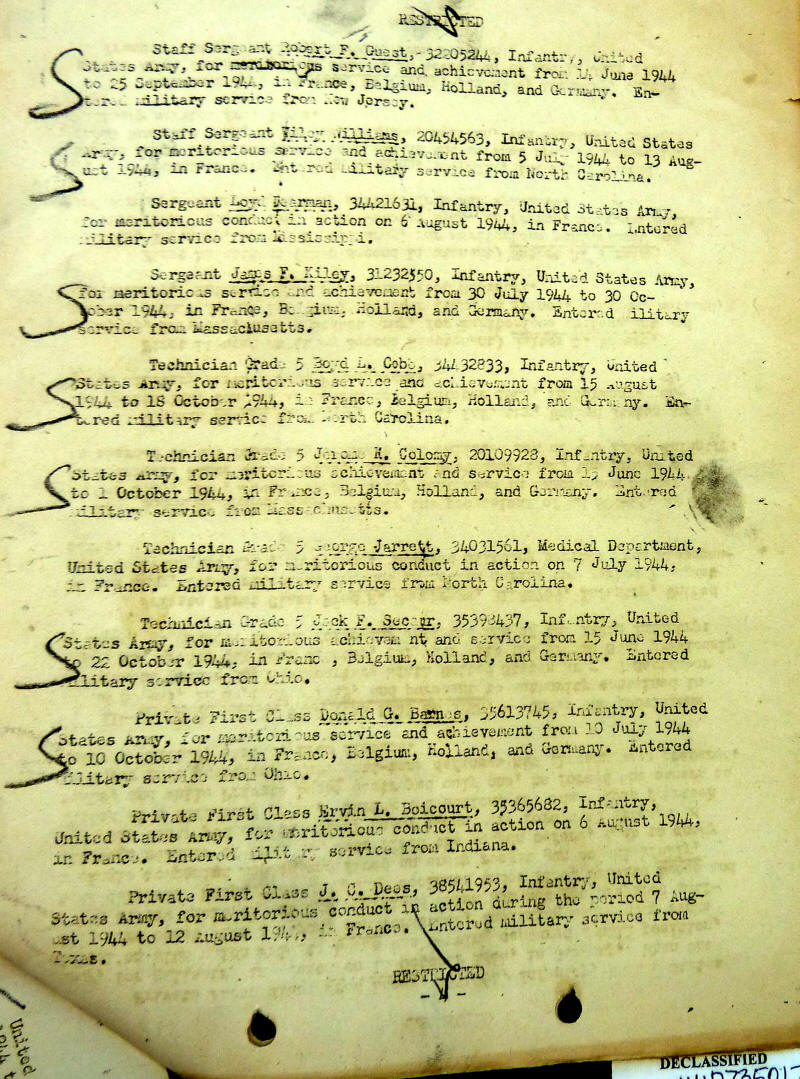 RESTRICTED
Staff Sergeant Robert F. Guest, 32205244, Infantry, United
States Army, for meritorious service and achievement from 14 June 1944
to 25 September 1944, in France, Belgium, Holland, and Germany. En-
tered military service from New Jersey.
Staff Sergeant Williams, 20454563, Infantry, United States
Army, for meritorious service and achievement from 5 July 1944 to 13 Aug-
ust 1944, in France. Entered military service from North Carolina.
Sergeant Loyd 34421631, Infantry, United States Army,
for meritorious conduct in action on 6 August 1944, in France. Entered
military service from Mississippi.
Sergeant James F. Kiley, 31232350, Infantry, United States Army,
for meritorious service and achievement from 30 July 1944 to 30 Oc-
tober 1944, in France, Belgium, Holland, and Germany. Entered military
service from Massachusetts.
Technician Grade 5 Boyd L. Cobb, 34432833, Infantry, United
States Army, for meritorious service and achievement from 15 August
1944 to 18 October 1944, in France, Belgium, Holland, and Germany. En-
tered military service from North Carolina.
Technician Grade 5 R. Colony, 20109928, Infantry, United
States Army, for meritorious achievement and service from 15 June 1944
to 1 October 1944, in France, Belgium, Holland, and Germany. Entered
military service from Massachusetts.
Technician Grade 5 George Jarrett, 34031561, Medical Department,
United States Army, for meritorious conduct in action on 7 July 1944,
in France. Entered military service from North Carolina.
Technician Grade 5 Jack F. 35398437, Infantry, United
States Army, for meritorious achievement and service from 15 June 1944
to 22 October 1944, in France, Belgium, Holland, and Germany. Entered
military service from Ohio.
Private First Class Donald G. Barnes, 35613745, Infantry, United
States Army, for meritorious service and achievement from 10 July 1944
to 10 October 1944, in France, Belgium, Holland, and Germany. Entered
military service from Ohio.
Private First Class Ervin L. Boicourt, 35365682, Infantry,
United States Army, for meritorious conduct in action on 6 August 1944,
in France. Entered military service from Indiana.
Private First Class J. C. Dees, 38541953, Infantry, United
States Army, for meritorious conduct in action during the period 7 Aug-
ust 1944 to 12 August 1944, in France. Entered military service from
Texas.
RESTRICTED
United
DECLASSIFIED